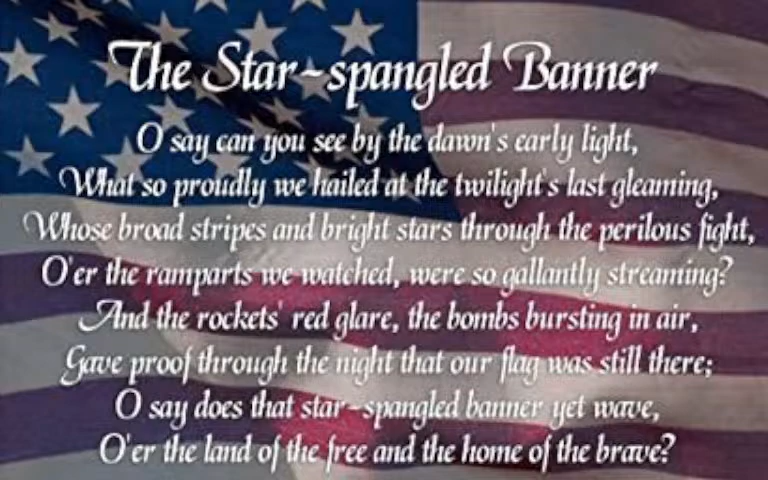 The Star-spangled Banner
O say can you see by the dawn's early light,
What so proudly we hailed at the twilight's last gleaming,
Whose broad stripes and bright stars through the perilous fight,
O'er the ramparts we watched, were so gallantly streaming?
And the rockets' red glare, the bombs bursting in air,
Gave proof through the night that our flag was still there;
O say does that star-spangled banner yet wave,
O'er the land of the free and the home of the brave?